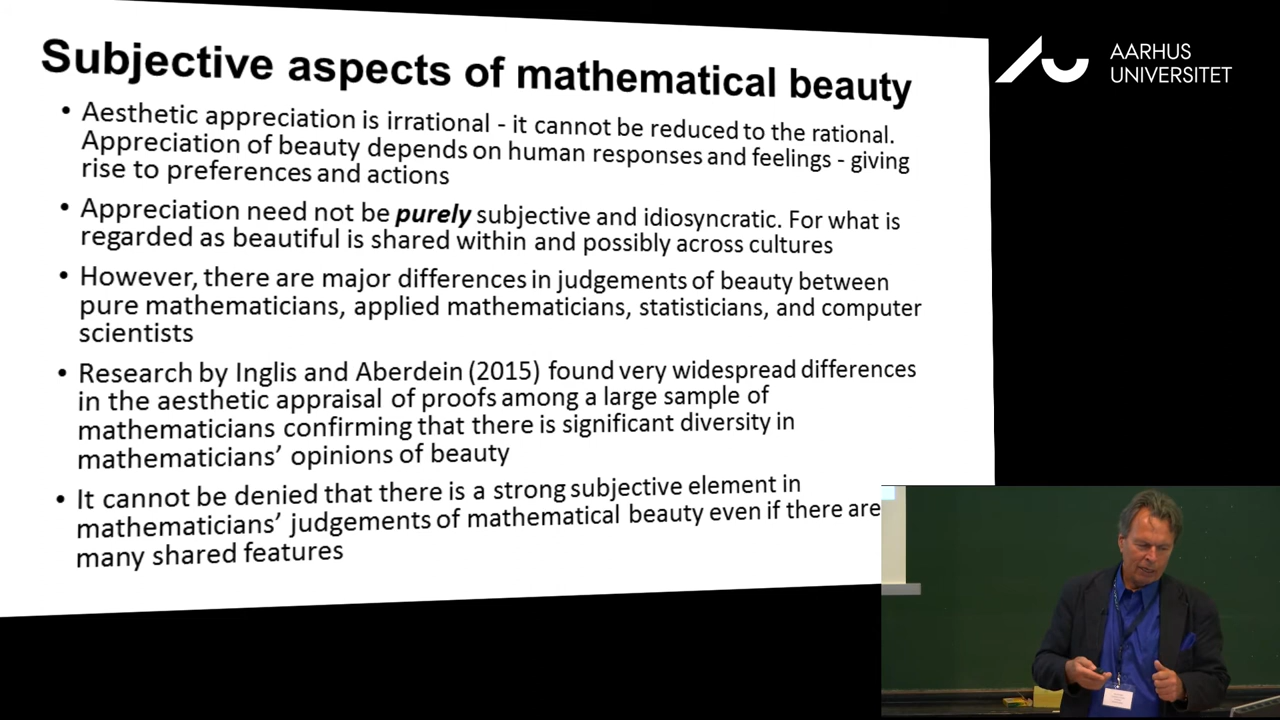 Subjective aspects of mathematical beauty
AARHUS
UNIVERSITET
• Aesthetic appreciation is irrational - it cannot be reduced to the rational.
Appreciation of beauty depends on human responses and feelings - giving
rise to preferences and actions
• Appreciation need not be purely subjective and idiosyncratic. For what is
regarded as beautiful is shared within and possibly across cultures
• However, there are major differences in judgements of beauty between
pure mathematicians, applied mathematicians, statisticians, and computer
scientists
• Research by Inglis and Aberdein (2015) found very widespread differences
in the aesthetic appraisal of proofs among a large sample of
mathematicians confirming that there is significant diversity in
mathematicians’ opinions of beauty
• It cannot be denied that there is a strong subjective element in
mathematicians’ judgements of mathematical beauty even if there are
many shared features